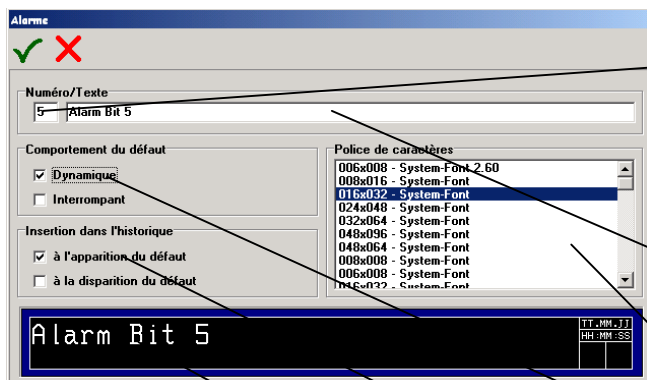 Alarme
Numéro/Texte
5 Alarm Bit 5
Comportement du défaut
Dynamique
Interrompant
Insertion dans l'historique
à l'apparition du défaut
à la disparition du défaut
Police de caractères
006x008 - System-Font 2.60
008x016 - System-Font
016x032 - System-Font
024x048 - System-Font
032x064 - System-Font
048x096 - System-Font
048x064 - System-Font
008x008 - System-Font
006x008 - System-Font
016x032 - System-Font
Alarm Bit 5
TT.MM.JJ
HH:MM:SS